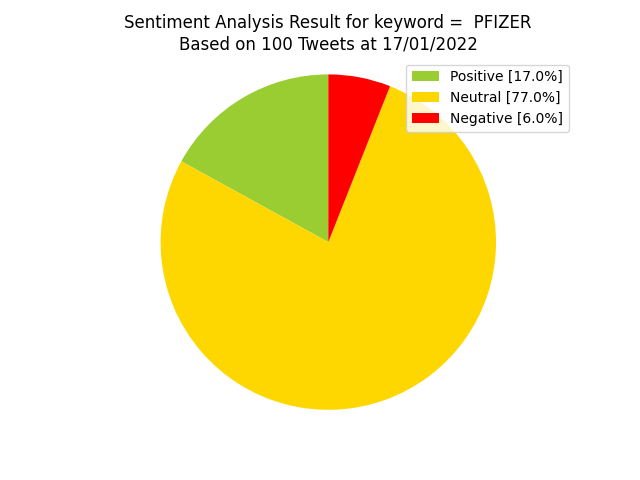 Sentiment Analysis Result for keyword =  PFIZER
Based on 100 Tweets at 17/01/2022
Positive [17.0%]
Neutral [77.0%]
Negative [6.0%]